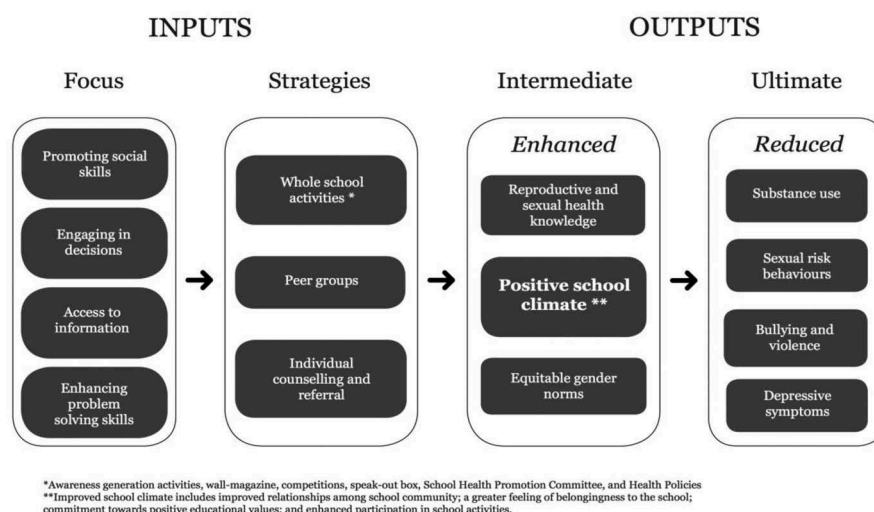 INPUTS
OUTPUTS
Focus
Strategies
Intermediate
Ultimate
Promoting social
skills
Engaging in
decisions
Access to
information
Enhancing
problem
solving skills
Whole school
activities *
Peer groups
Individual
counselling and
referral
Enhanced
Reproductive and
sexual health
knowledge
Positive school
climate **
Equitable gender
norms
Reduced
Substance use
Sexual risk
behaviours
Bullying and
violence
Depressive
symptoms
*Awareness generation activities, wall-magazine, competitions, speak-out box, School Health Promotion Committee, and Health Policies
**Improved school climate includes improved relationships among school community; a greater feeling of belongingness to the school;
commitment towards positive educational values; and enhanced participation in school activities.